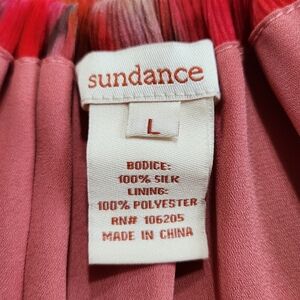 sundance
L
BODICE:
100% SILK
LINING:
100% POLYESTER
RN# 106205
MADE IN CHINA